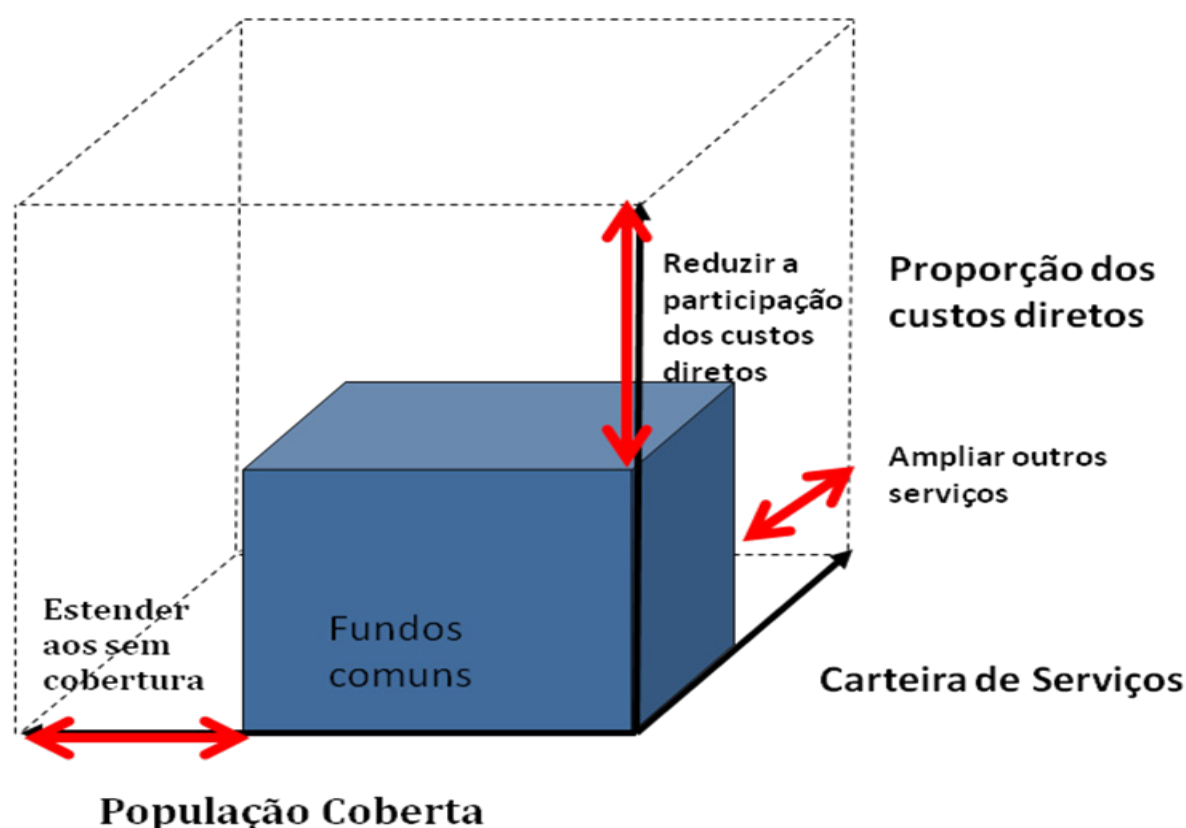 Reduzir a
participação
dos custos
diretos
Proporção dos
custos diretos
Ampliar outros
serviços
Estender
aos sem
cobertura
Fundos
comuns
Carteira de Serviços
População Coberta